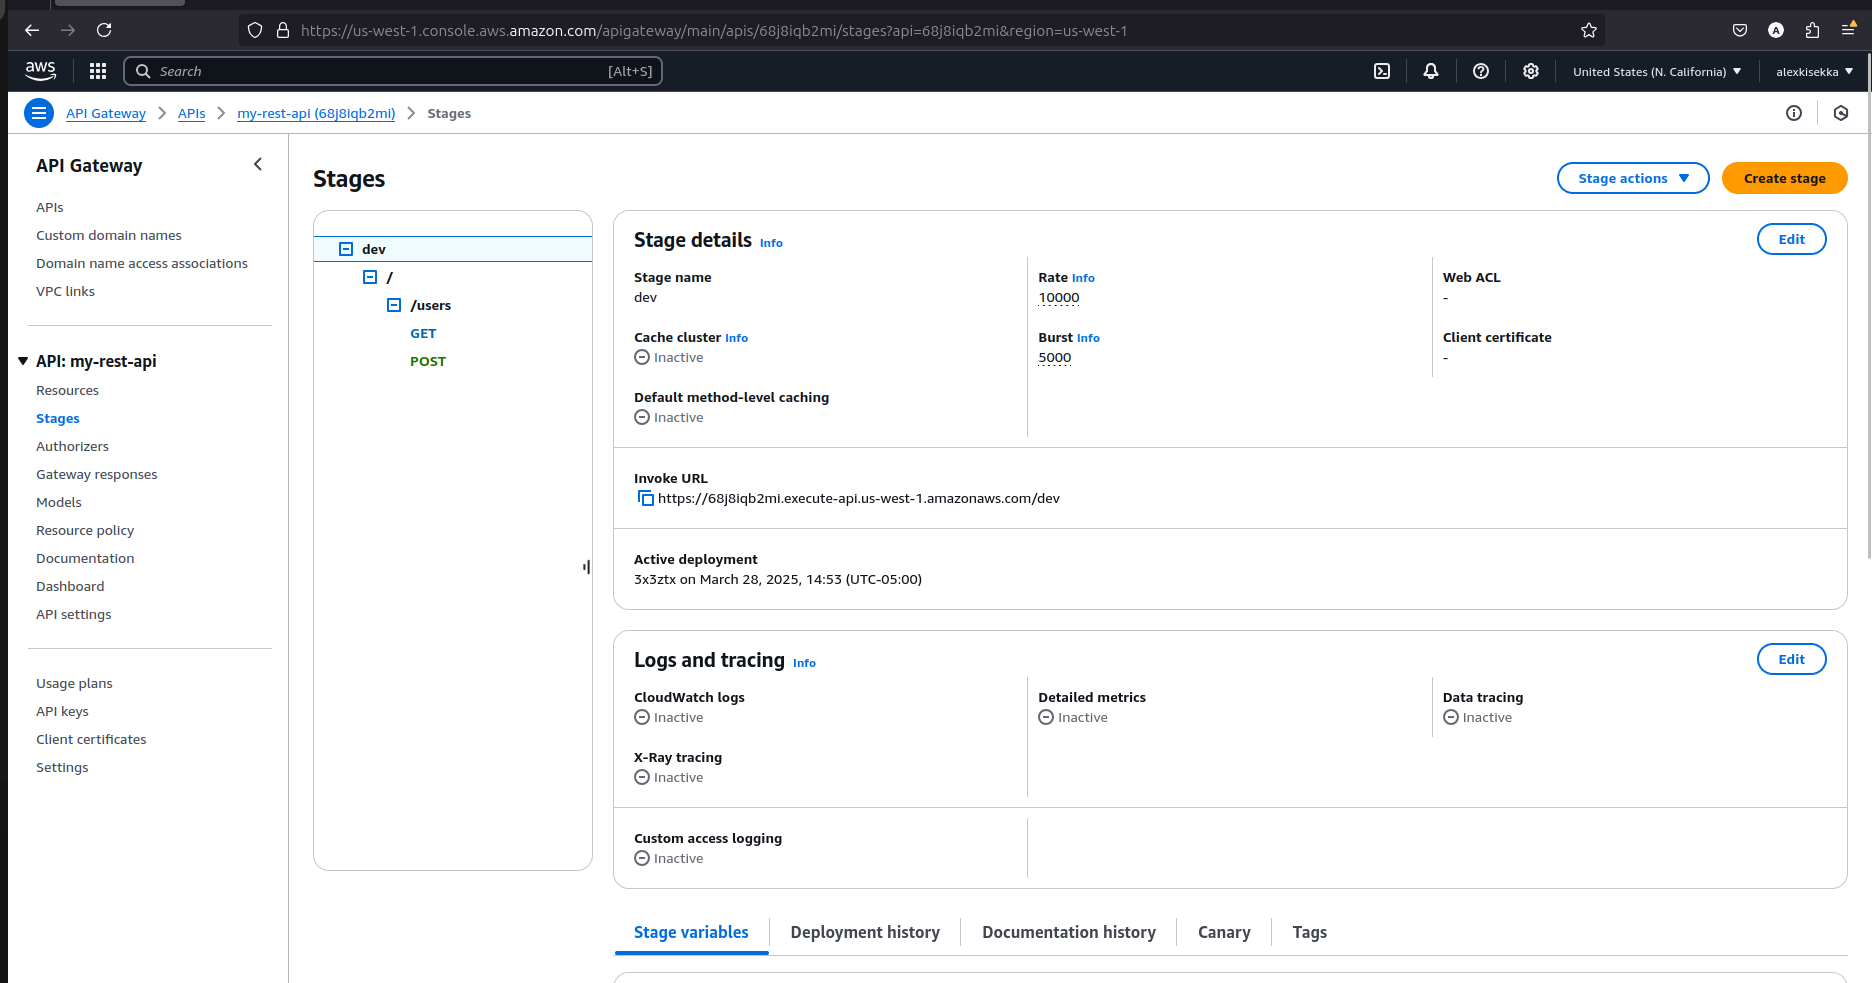 https://us-west-1.console.aws.amazon.com/apigateway/main/apis/68j8iqb2mi/stages?api=68j8iqb2mi&region=us-west-1
A
aws
Search
[Alt+S]
United States (N. California)
alexkisekka
API Gateway
APIs
my-rest-api (68j8iqb2mi)
Stages
API Gateway
APIs
Custom domain names
Domain name access associations
VPC links
API: my-rest-api
Resources
Stages
Authorizers
Gateway responses
Models
Resource policy
Documentation
Dashboard
API settings
Usage plans
API keys
Client certificates
Settings
Stages
Stage actions
Create stage
dev
/
/users
GET
POST
Stage details Info
Edit
Stage name
dev
Rate Info
10000
Web ACL
-
Cache cluster Info
Inactive
Burst Info
5000
Client certificate
-
Default method-level caching
Inactive
Invoke URL
https://68j8iqb2mi.execute-api.us-west-1.amazonaws.com/dev
Active deployment
3x3ztx on March 28, 2025, 14:53 (UTC-05:00)
Logs and tracing Info
Edit
CloudWatch logs
Inactive
Detailed metrics
Inactive
Data tracing
Inactive
X-Ray tracing
Inactive
Custom access logging
Inactive
Stage variables
Deployment history
Documentation history
Canary
Tags